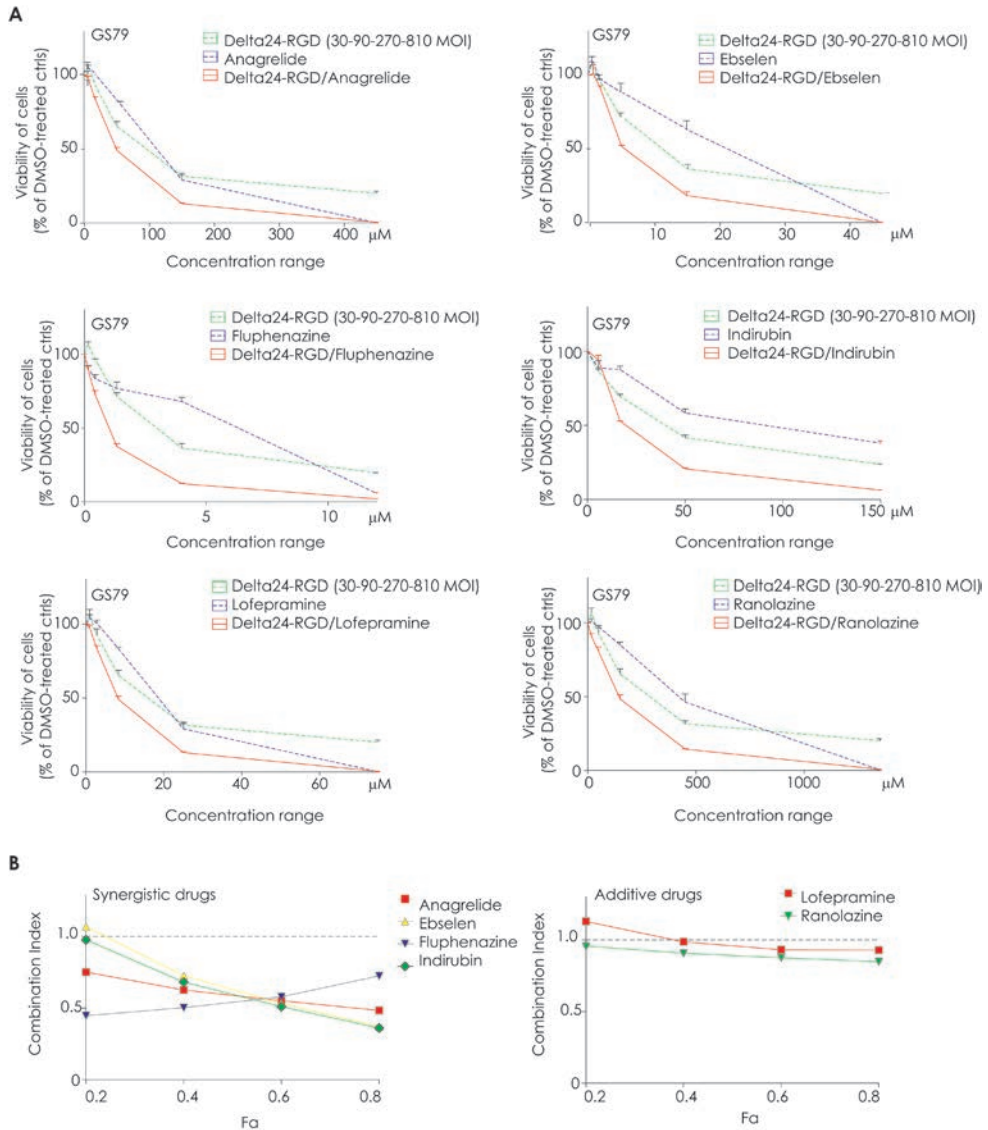 A
GS79
Delta24-RGD (30-90-270-810 MOI)
Anagrelide
Delta24-RGD/Anagrelide
Viability of cells
(% of DMSO-treated ctrls)
100
50
0
0 100 200 300 400 μM
Concentration range
GS79
Delta24-RGD (30-90-270-810 MOI)
Ebselen
Delta24-RGD/Ebselen
Viability of cells
(% of DMSO-treated ctrls)
100
50
0
10 20 30 40 μM
Concentration range
GS79
Delta24-RGD (30-90-270-810 MOI)
Fluphenazine
Delta24-RGD/Fluphenazine
Viability of cells
(% of DMSO-treated ctrls)
100
50
0
0 5 10 μM
Concentration range
GS79
Delta24-RGD (30-90-270-810 MOI)
Indirubin
Delta24-RGD/Indirubin
Viability of cells
(% of DMSO-treated ctrls)
100
50
0
0 50 100 150 μM
Concentration range
GS79
Delta24-RGD (30-90-270-810 MOI)
Lofepramine
Delta24-RGD/Lofepramine
Viability of cells
(% of DMSO-treated ctrls)
100
50
0
0 20 40 60 μM
Concentration range
GS79
Delta24-RGD (30-90-270-810 MOI)
Ranolazine
Delta24-RGD/Ranolazine
Viability of cells
(% of DMSO-treated ctrls)
100
50
0
0 500 1000 μM
Concentration range
B
Synergistic drugs
Anagrelide
Ebselen
Fluphenazine
Indirubin
Combination Index
1.0
0.5
0
0.2 0.4 0.6 0.8
Fa
Additive drugs
Lofepramine
Ranolazine
Combination Index
1.0
0.5
0
0.2 0.4 0.6 0.8
Fa